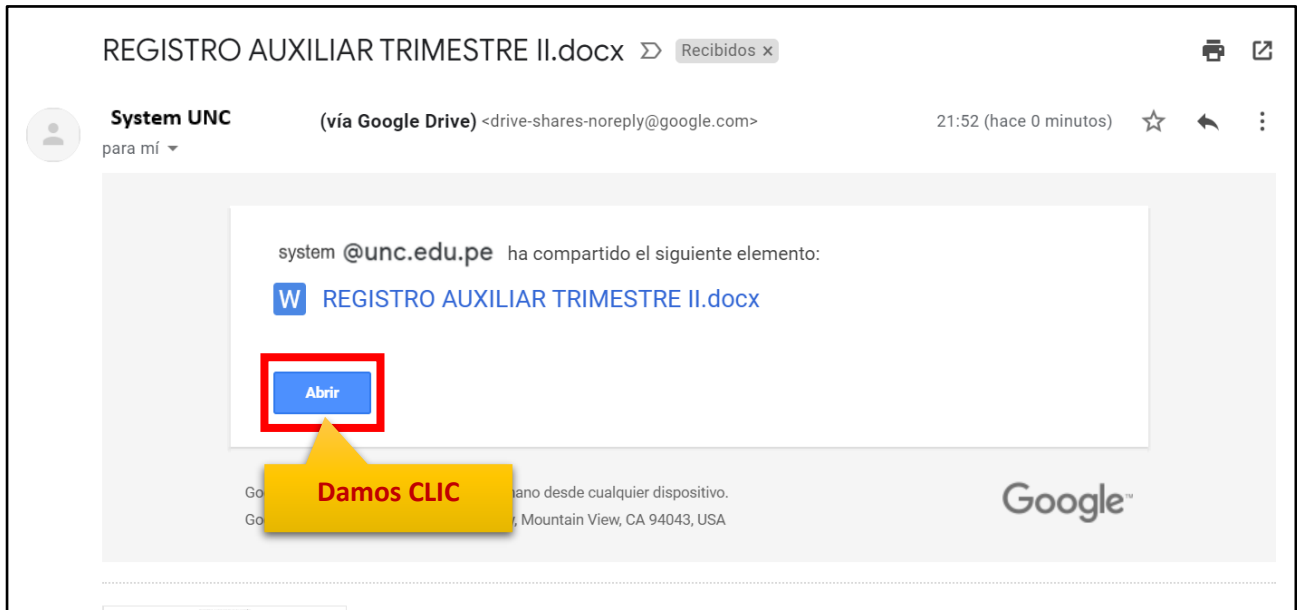 REGISTRO AUXILIAR TRIMESTRE II.docx Recibidos x
System UNC (vía Google Drive) <drive-shares-noreply@google.com> 21:52 (hace 0 minutos)
para mí
system @unc.edu.pe ha compartido el siguiente elemento:
W REGISTRO AUXILIAR TRIMESTRE II.docx
Abrir
Damos CLIC
desde cualquier dispositivo.
Mountain View, CA 94043, USA
Google™